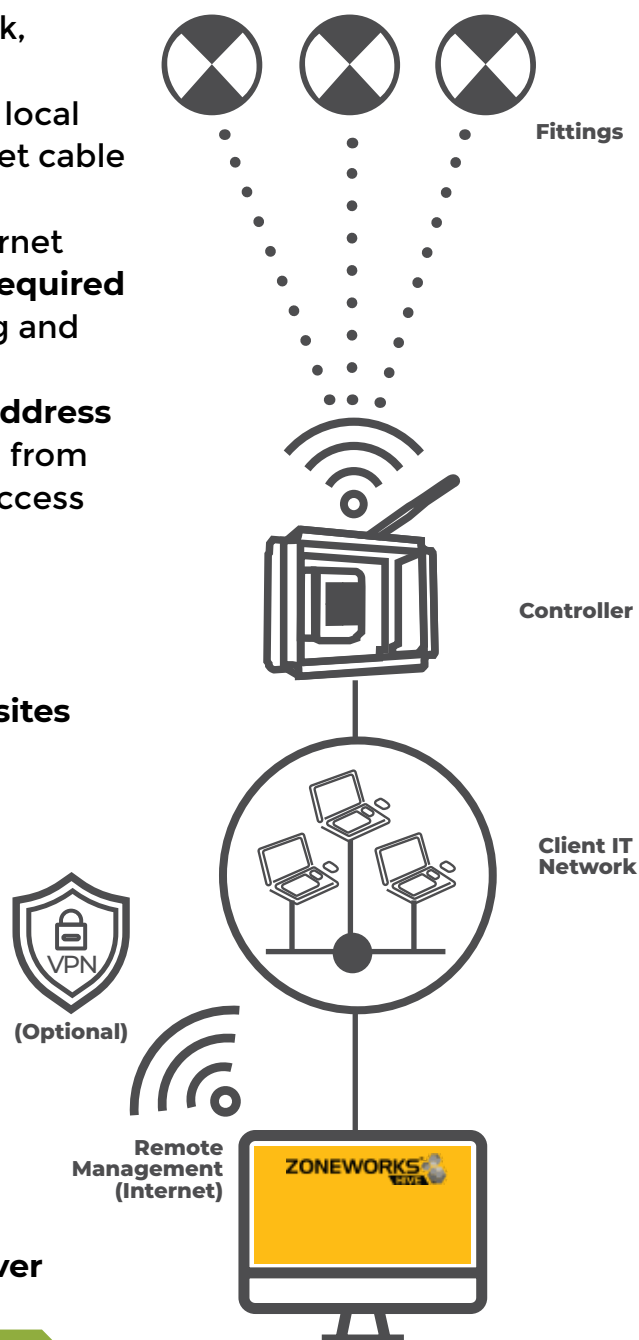 k,
local
et cable
rnet
equired
g and
ddress
from
ccess
sites
ver
Fittings
Controller
Client IT
Network
VPN
(Optional)
Remote
Management
(Internet)
ZONEWORKS
HIVE